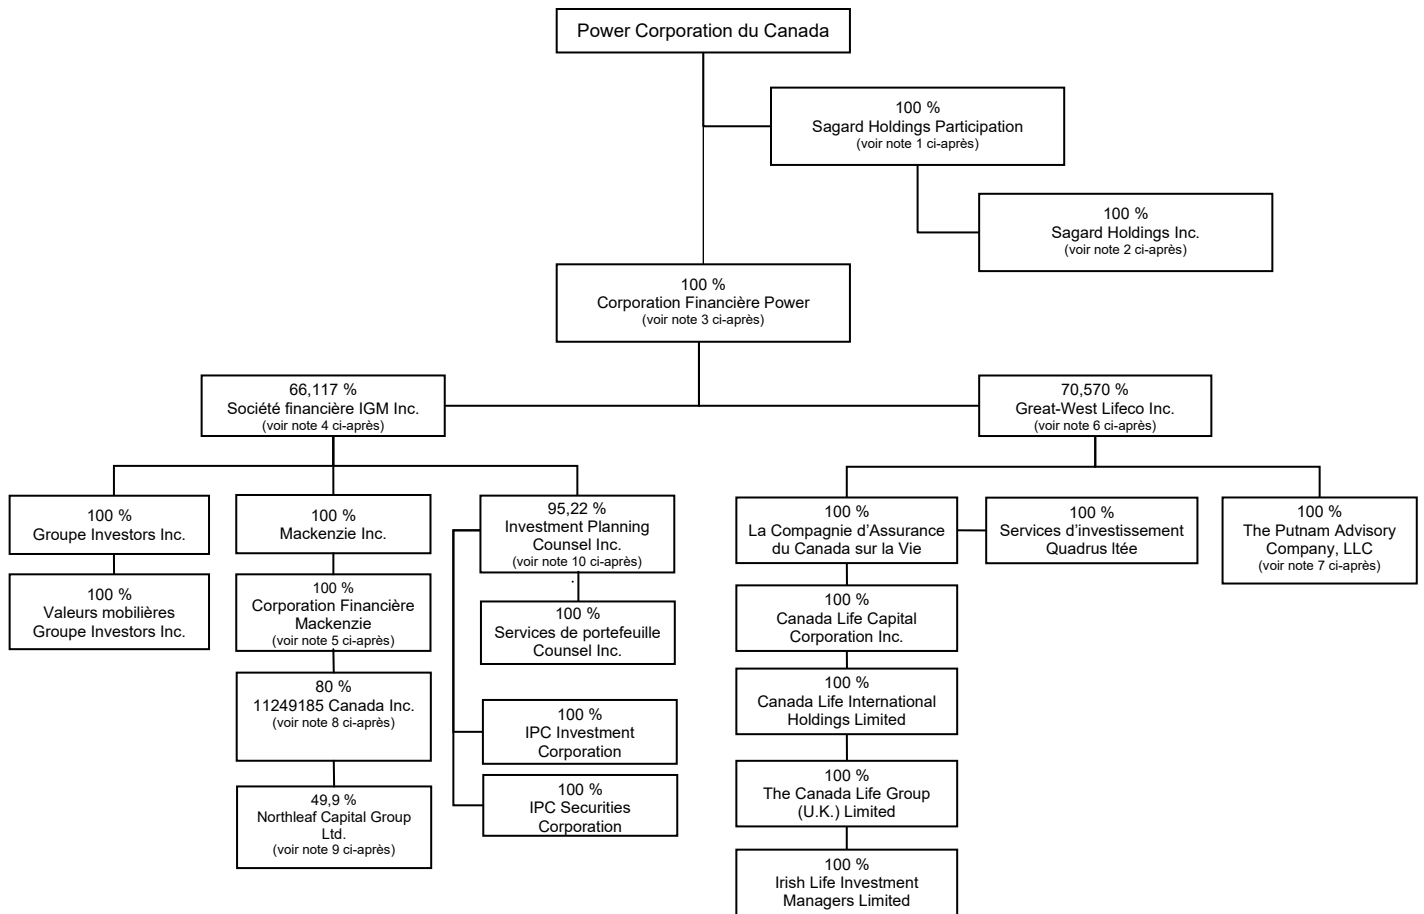 Power Corporation du Canada
100 %
Sagard Holdings Participation
(voir note 1 ci-après)
100 %
Sagard Holdings Inc.
(voir note 2 ci-après)
100 %
Corporation Financière Power
(voir note 3 ci-après)
66,117 %
Société financière IGM Inc.
(voir note 4 ci-après)
70,570 %
Great-West Lifeco Inc.
(voir note 6 ci-après)
100 %
Groupe Investors Inc.
100 %
Valeurs mobilières
Groupe Investors Inc.
100 %
Mackenzie Inc.
100 %
Corporation Financière
Mackenzie
(voir note 5 ci-après)
80 %
11249185 Canada Inc.
(voir note 8 ci-après)
49,9 %
Northleaf Capital Group
Ltd.
(voir note 9 ci-après)
95,22 %
Investment Planning
Counsel Inc.
(voir note 10 ci-après)
100 %
Services de portefeuille
Counsel Inc.
100 %
IPC Investment
Corporation
100 %
IPC Securities
Corporation
100 %
La Compagnie d’Assurance
du Canada sur la Vie
100 %
Services d’investissement
Quadrus ltée
100 %
The Putnam Advisory
Company, LLC
(voir note 7 ci-après)
100 %
Canada Life Capital
Corporation Inc.
100 %
Canada Life International
Holdings Limited
100 %
The Canada Life Group
(U.K.) Limited
100 %
Irish Life Investment
Managers Limited